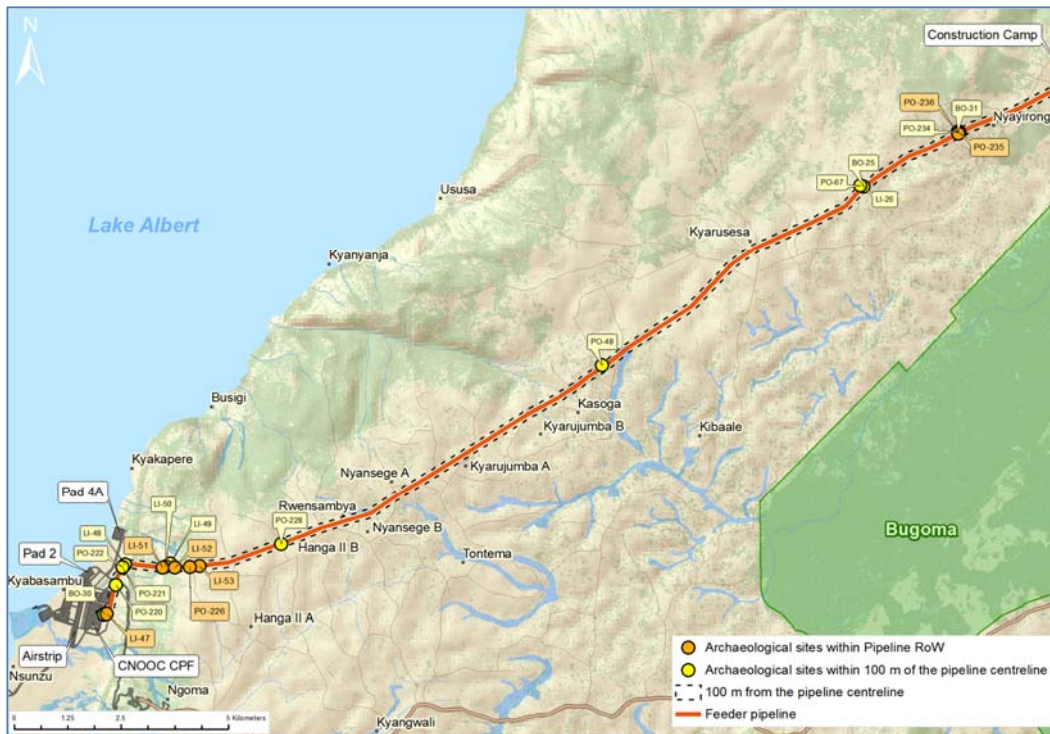 N
Construction Camp
PO-236
BO-31
PO-234
Nyayirong
PO-235
BO-25
PO-67
LI-26
Ususa
Lake Albert
Kyarusesa
Kyanyanja
PO-48
Kasoga
Busigi
Kyarujumba B
Kibaale
Kyakapere
Nyansege A
Kyarujumba A
Pad 4A
LI-50
Rwensambya
LI-49
PO-228
LI-48
LI-51
LI-52
Nyansege B
Bugoma
PO-222
Hanga II B
Pad 2
Tontema
LI-53
Kyabasambu
BO-30
PO-221
PO-220
PO-226
Hanga II A
LI-47
Airstrip
CNOOC CPF
Nsunzu
Ngoma
Kyangwali
0 1.25 2.5 5 Kilometers
Archaeological sites within Pipeline RoW
Archaeological sites within 100 m of the pipeline centreline
100 m from the pipeline centreline
Feeder pipeline